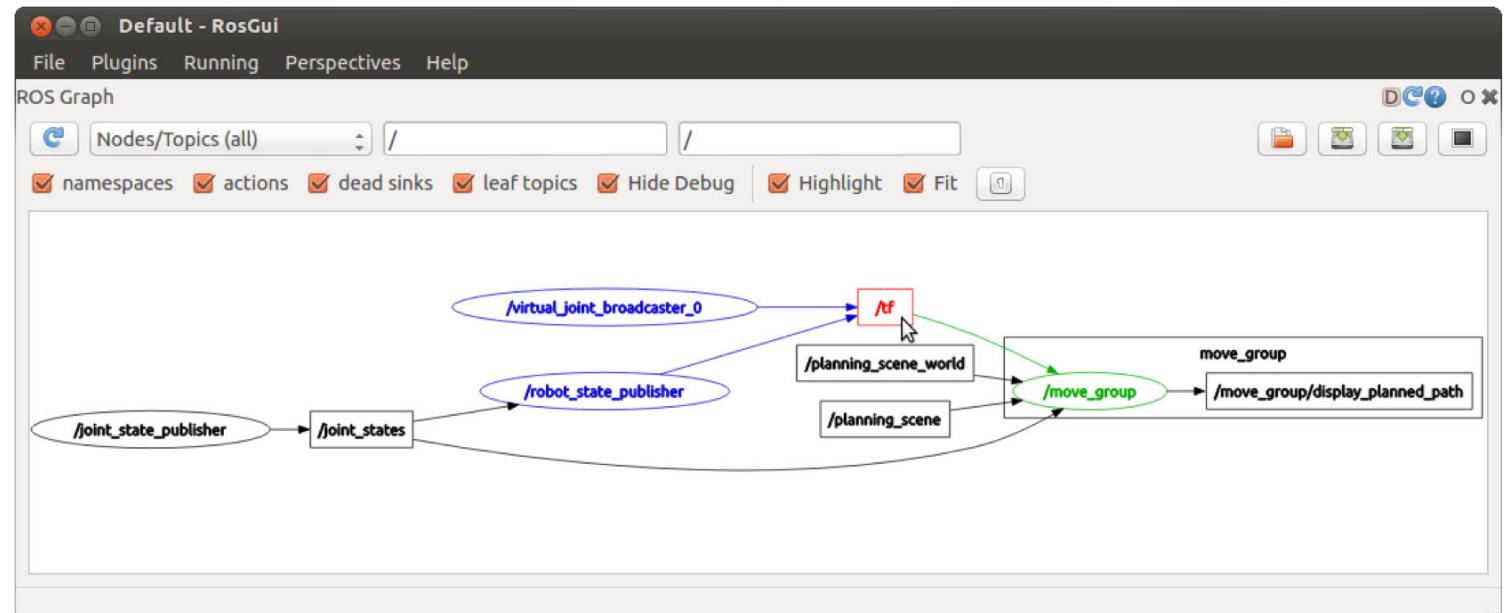 Default - RosGui
File Plugins Running Perspectives Help
ROS Graph
D ? O
Nodes/Topics (all) / /
namespaces actions dead sinks leaf topics Hide Debug Highlight Fit
/virtual_joint_broadcaster_0
/tf
move_group
/planning_scene_world
/robot_state_publisher
/move_group
/move_group/display_planned_path
/planning_scene
/joint_state_publisher
/joint_states